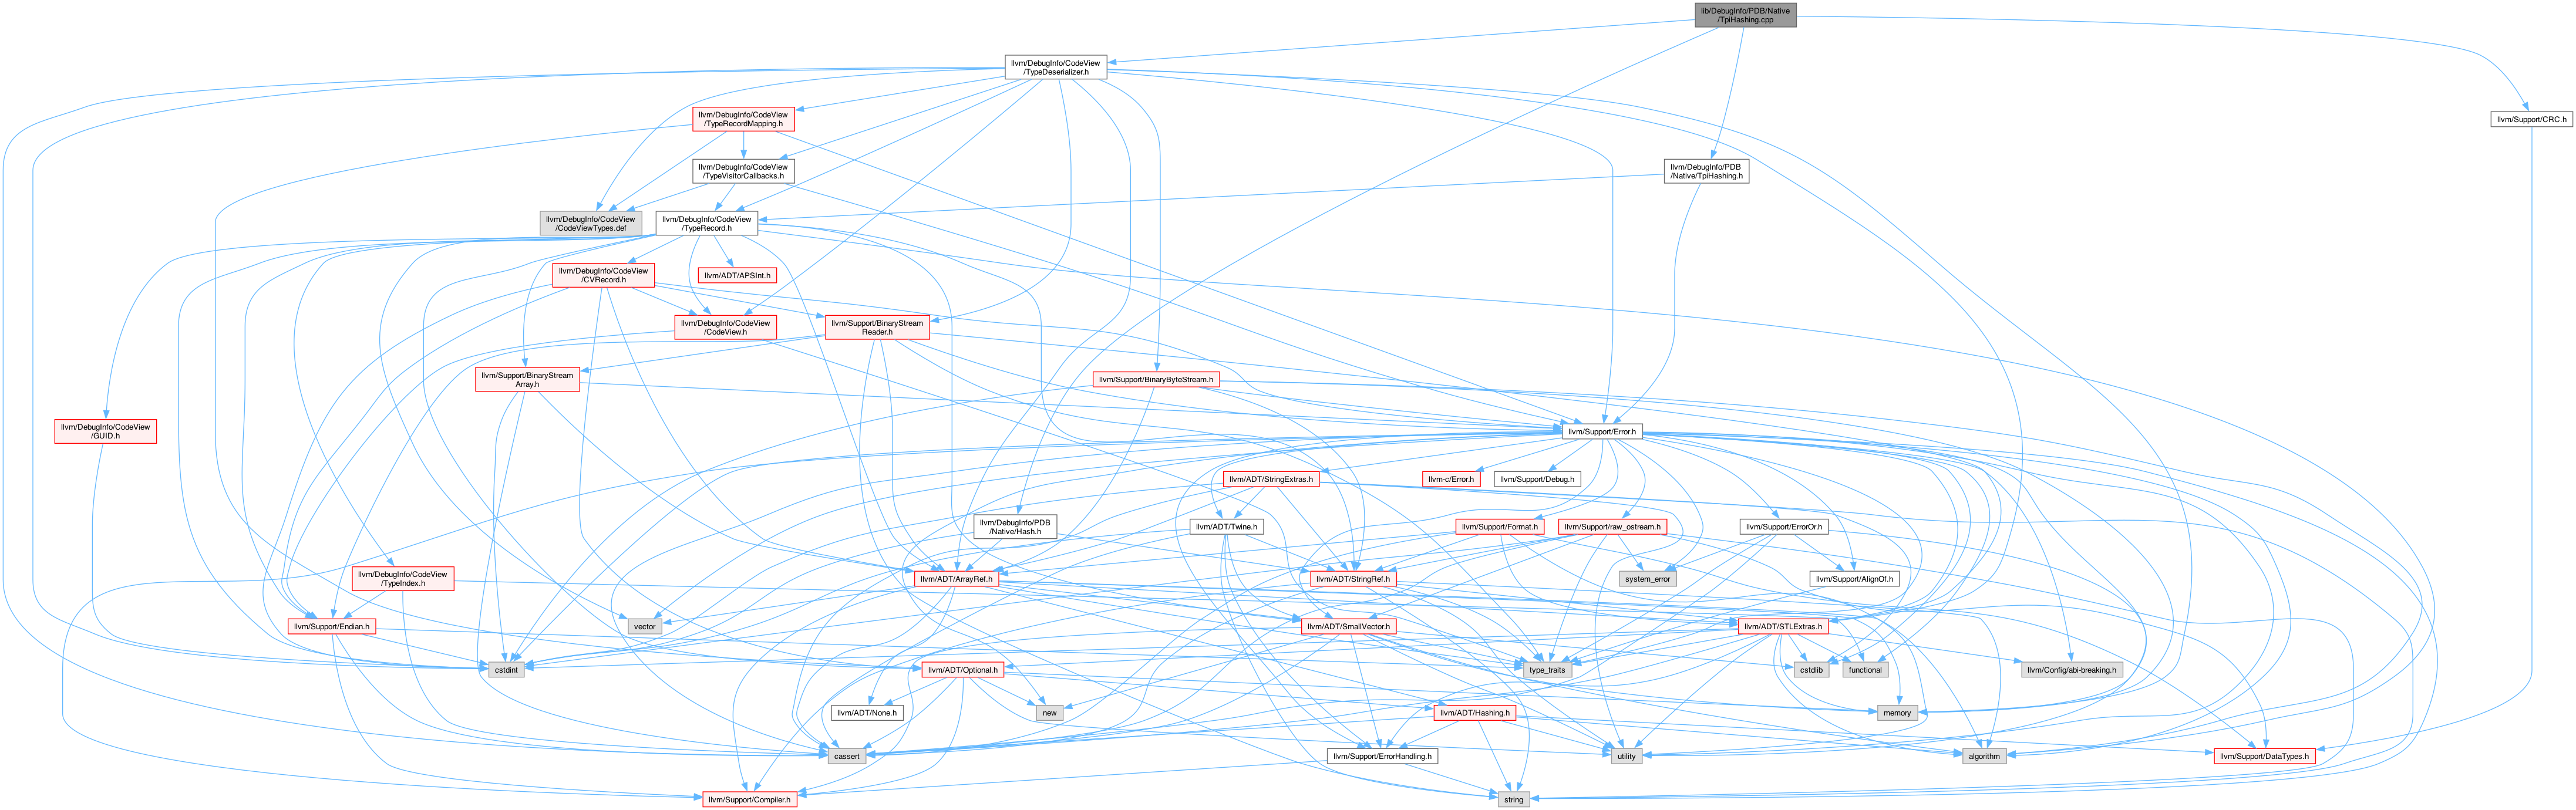 lib/DebugInfo/PDB/Native
/TpiHashing.cpp
llvm/DebugInfo/CodeView
/TypeDeserializer.h
llvm/DebugInfo/CodeView
/TypeRecordMapping.h
llvm/Support/CRC.h
llvm/DebugInfo/CodeView
/TypeVisitorCallbacks.h
llvm/DebugInfo/PDB
/Native/TpiHashing.h
llvm/DebugInfo/CodeView
/CodeViewTypes.def
llvm/DebugInfo/CodeView
/TypeRecord.h
llvm/DebugInfo/CodeView
/CVRecord.h
llvm/ADT/APSInt.h
llvm/DebugInfo/CodeView
/CodeView.h
llvm/Support/BinaryStream
Reader.h
llvm/Support/BinaryStream
Array.h
llvm/Support/BinaryByteStream.h
llvm/DebugInfo/CodeView
/GUID.h
llvm/Support/Error.h
llvm/ADT/StringExtras.h
llvm-c/Error.h
llvm/Support/Debug.h
llvm/DebugInfo/PDB
/Native/Hash.h
llvm/ADT/Twine.h
llvm/Support/Format.h
llvm/Support/raw_ostream.h
llvm/Support/ErrorOr.h
llvm/DebugInfo/CodeView
/TypeIndex.h
llvm/ADT/ArrayRef.h
llvm/ADT/StringRef.h
system_error
llvm/Support/AlignOf.h
vector
llvm/Support/Endian.h
llvm/ADT/SmallVector.h
llvm/ADT/STLExtras.h
cstdint
llvm/ADT/Optional.h
type_traits
cstdlib
functional
llvm/Config/abi-breaking.h
llvm/ADT/None.h
new
llvm/ADT/Hashing.h
memory
cassert
llvm/Support/ErrorHandling.h
utility
algorithm
llvm/Support/DataTypes.h
llvm/Support/Compiler.h
string